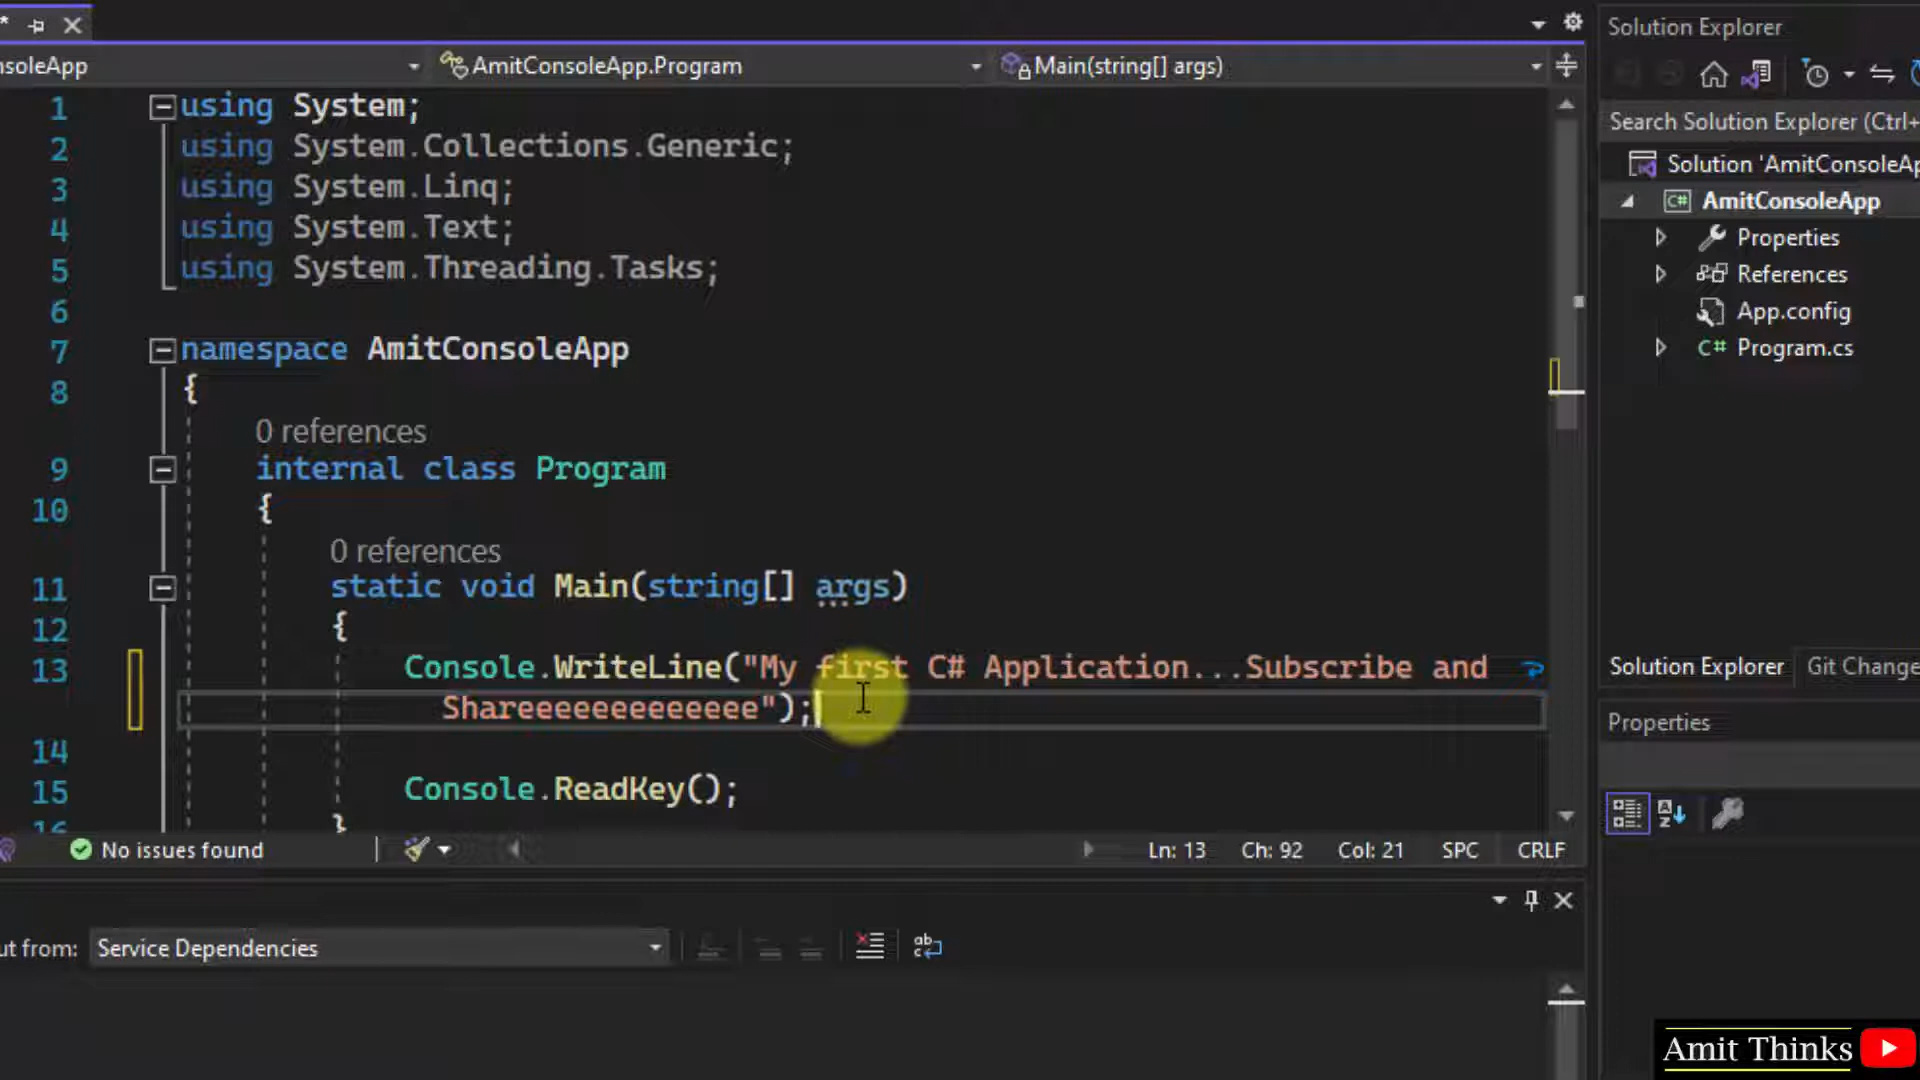 *
nsoleApp
AmitConsoleApp.Program
Main(string[] args)
1 using System;
2 using System.Collections.Generic;
3 using System.Linq;
4 using System.Text;
5 using System.Threading.Tasks;
6
7 namespace AmitConsoleApp
8 {
0 references
9 internal class Program
10 {
0 references
11 static void Main(string[] args)
12 {
13 Console.WriteLine("My first C# Application...Subscribe and
Shareeeeeeeeeeeee");
14
15 Console.ReadKey();
16 }
No issues found
Ln: 13 Ch: 92 Col: 21 SPC CRLF
ut from: Service Dependencies
Solution Explorer
Search Solution Explorer (Ctrl+
Solution 'AmitConsoleAp
C# AmitConsoleApp
Properties
References
App.config
C# Program.cs
Solution Explorer Git Change
Properties
Amit Thinks